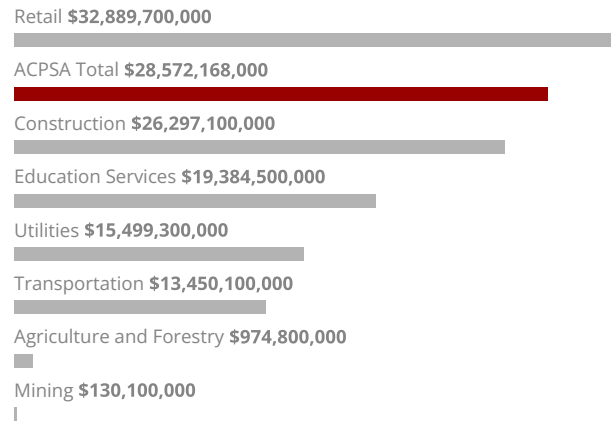 Retail $32,889,700,000
ACPSA Total $28,572,168,000
Construction $26,297,100,000
Education Services $19,384,500,000
Utilities $15,499,300,000
Transportation $13,450,100,000
Agriculture and Forestry $974,800,000
Mining $130,100,000